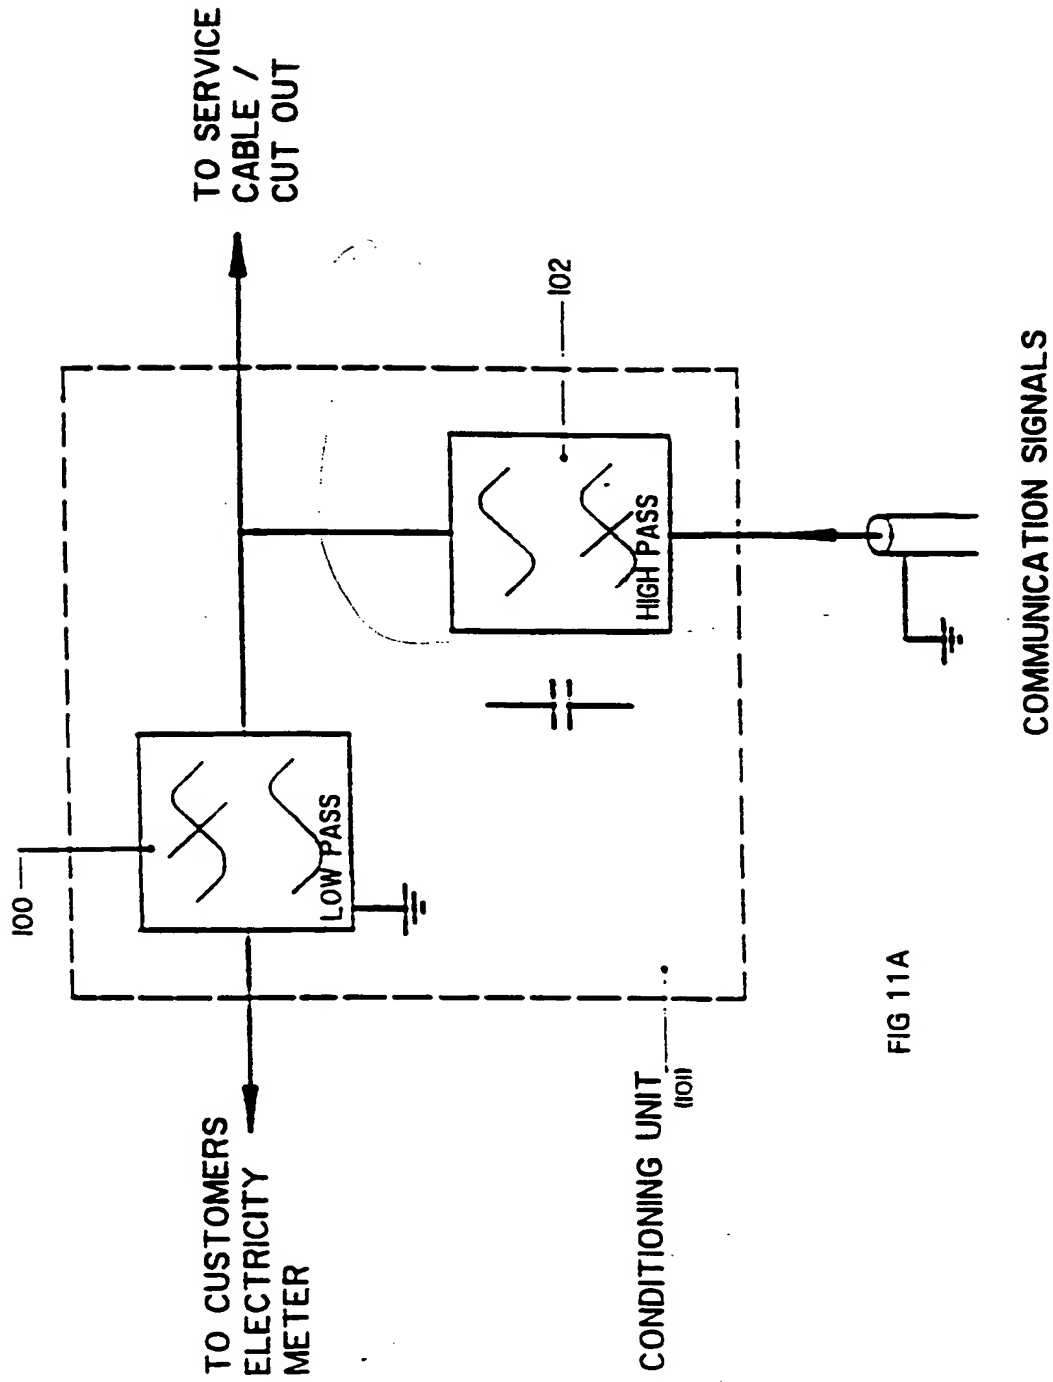 TO SERVICE
CABLE /
CUT OUT
102
HIGH PASS
COMMUNICATION SIGNALS
100
LOW PASS
FIG 11A
TO CUSTOMERS
ELECTRICITY
METER
CONDITIONING UNIT
(101)